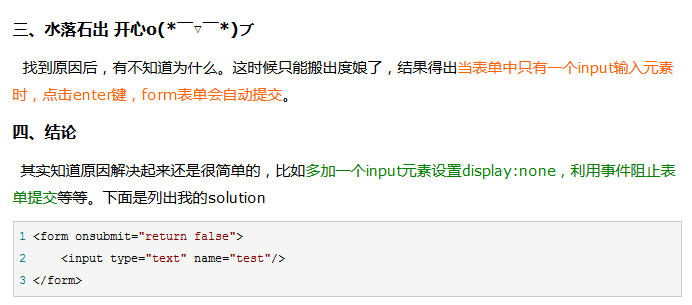 三、水落石出 开心o(*￣▽￣*)ブ
找到原因后，有不知道为什么。这时候只能搬出度娘了，结果得出当表单中只有一个input输入元素
时，点击enter键，form表单会自动提交。
四、结论
其实知道原因解决起来还是很简单的，比如多加一个input元素设置display:none，利用事件阻止表
单提交等等。下面是列出我的solution
1 <form onsubmit="return false">
2     <input type="text" name="test"/>
3 </form>